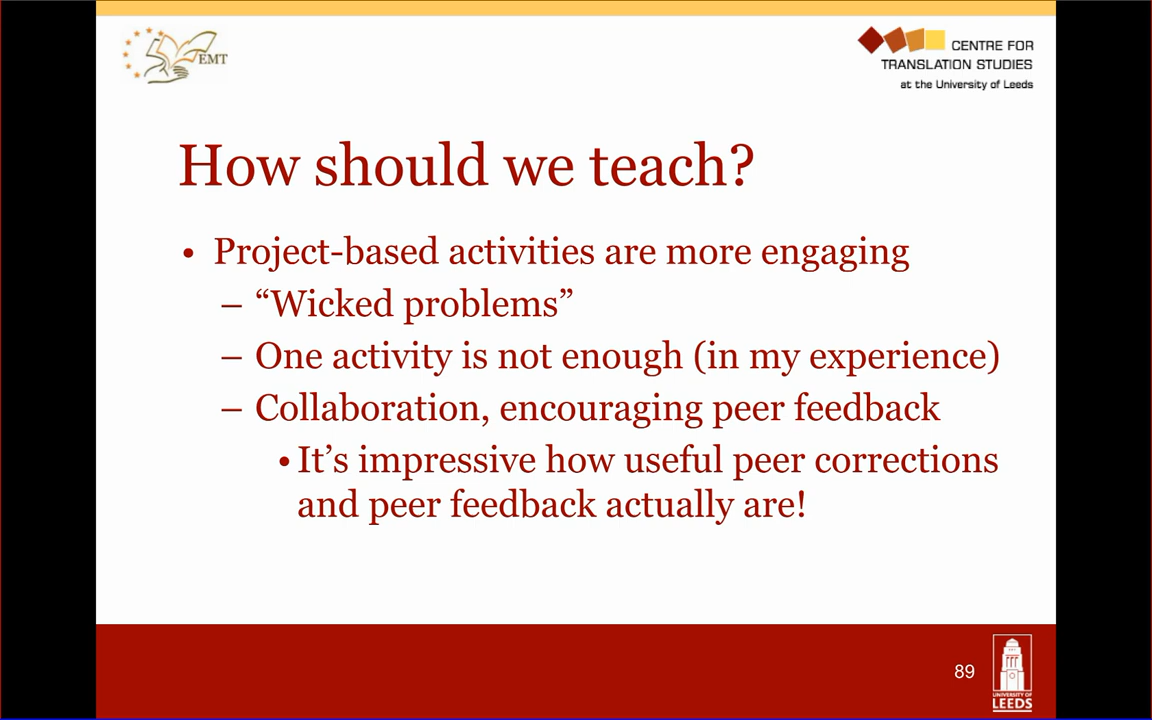 EMT
CENTRE FOR
TRANSLATION STUDIES
at the University of Leeds
How should we teach?
• Project-based activities are more engaging
– “Wicked problems”
– One activity is not enough (in my experience)
– Collaboration, encouraging peer feedback
• It’s impressive how useful peer corrections
and peer feedback actually are!
89
UNIVERSITY OF
LEEDS